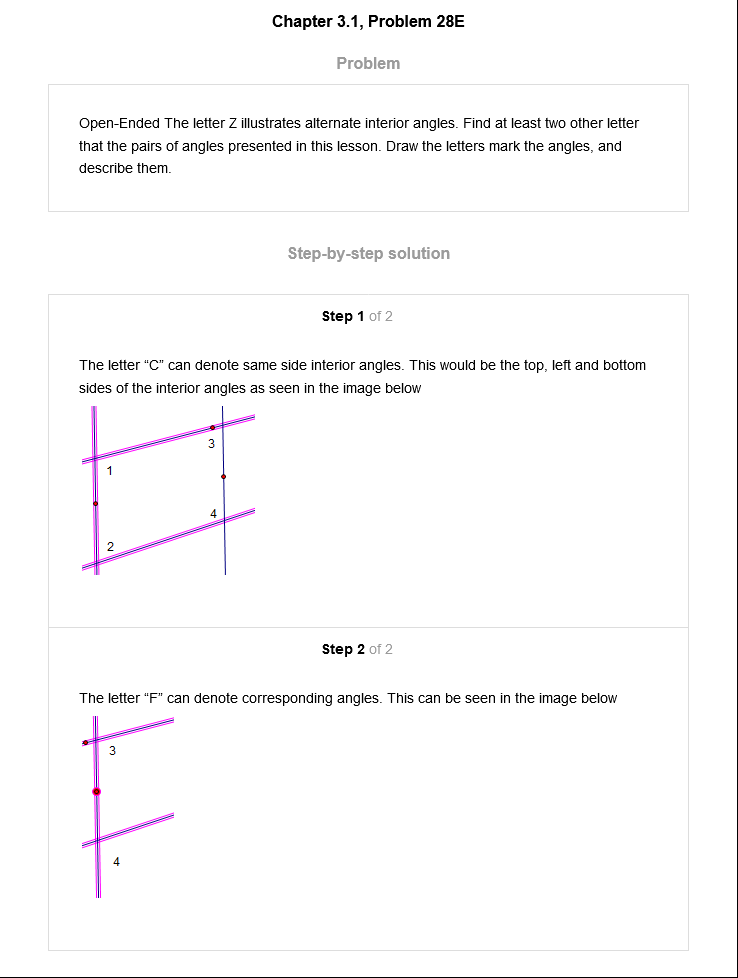 Chapter 3.1, Problem 28E
Problem
Open-Ended The letter Z illustrates alternate interior angles. Find at least two other letter
that the pairs of angles presented in this lesson. Draw the letters mark the angles, and
describe them.
Step-by-step solution
Step 1 of 2
The letter “C” can denote same side interior angles. This would be the top, left and bottom
sides of the interior angles as seen in the image below
3
1
4
2
Step 2 of 2
The letter “F” can denote corresponding angles. This can be seen in the image below
3
4